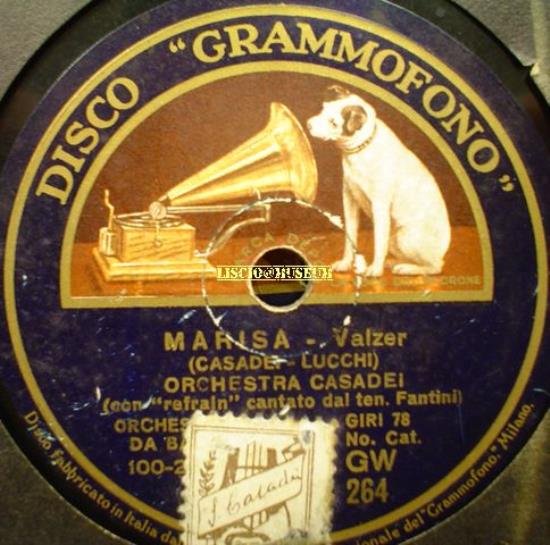 DISCO "GRAMMOFONO"
LISCIO@MUSEUM
MARISA - Valzer
(CASADEI - LUCCHI)
ORCHESTRA CASADEI
(con "refrain" cantato dal ten. Fantini)
GIRI 78
DA No. Cat.
GW
264
Disco fabbricato in Italia del "Grammofono", Milano.